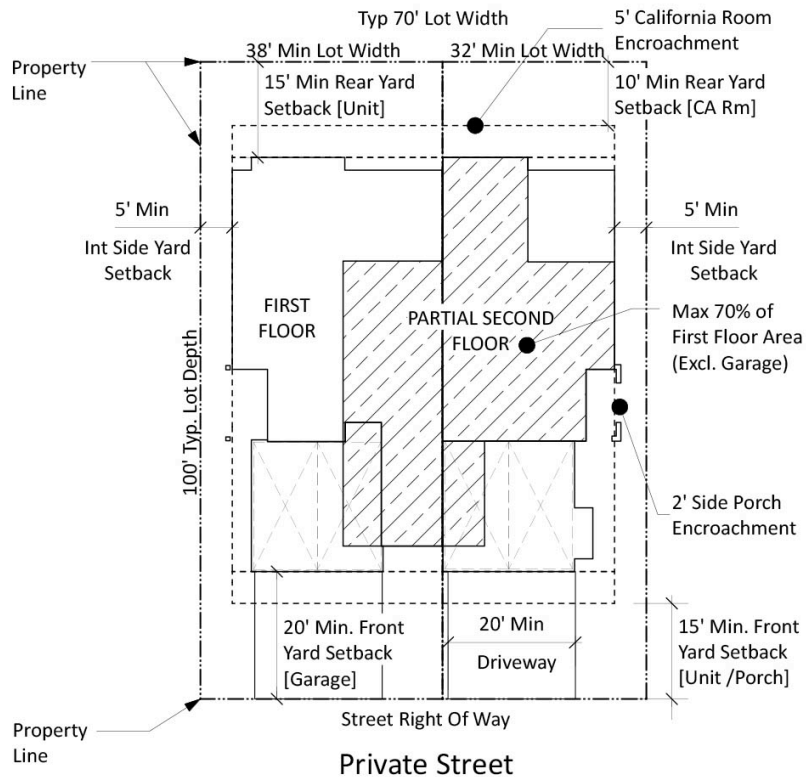 Typ 70' Lot Width
5' California Room
Encroachment
38' Min Lot Width
32' Min Lot Width
Property
Line
15' Min Rear Yard
Setback [Unit]
10' Min Rear Yard
Setback [CA Rm]
5' Min
Int Side Yard
Setback
5' Min
Int Side Yard
Setback
FIRST
FLOOR
PARTIAL SECOND
FLOOR
Max 70% of
First Floor Area
(Excl. Garage)
100' Typ. Lot Depth
2' Side Porch
Encroachment
20' Min. Front
Yard Setback
[Garage]
20' Min
Driveway
15' Min. Front
Yard Setback
[Unit /Porch]
Property
Line
Street Right Of Way
Private Street